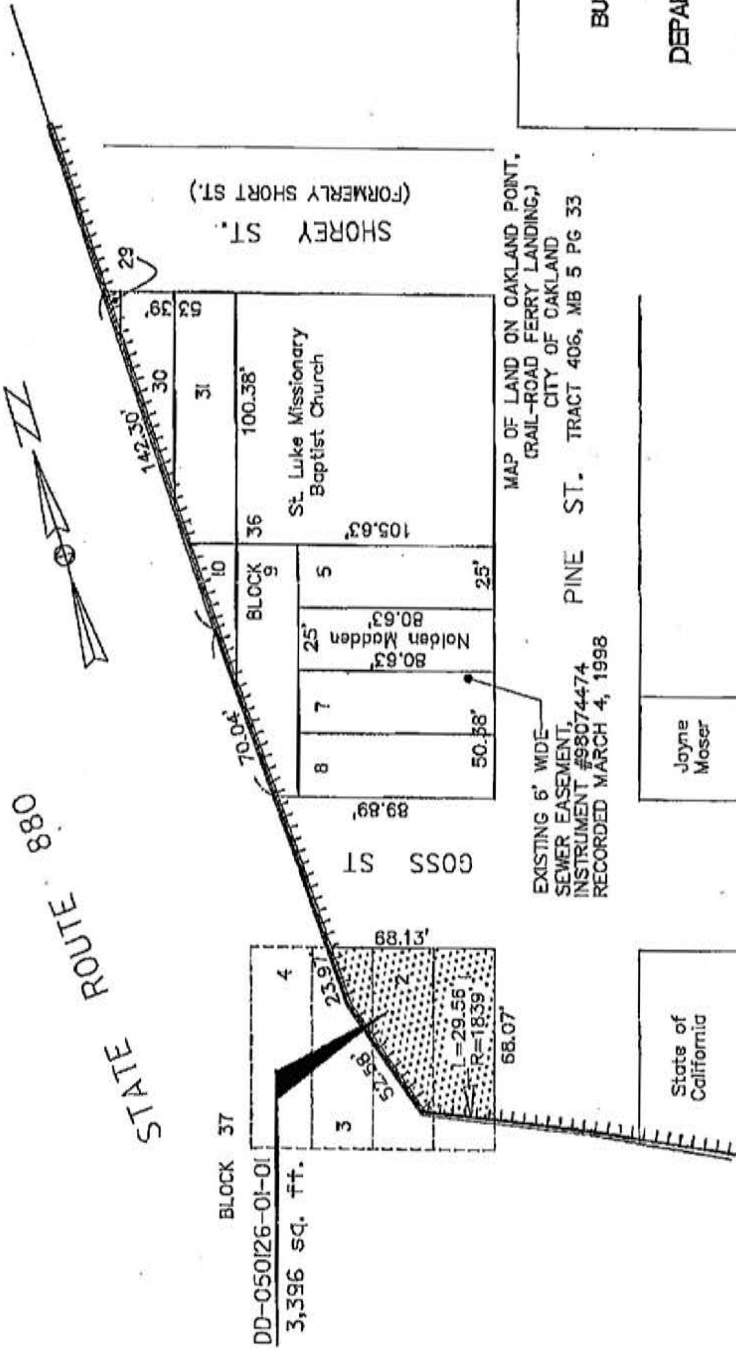 STATE ROUTE 880
BLOCK 37
DD-050126-01-01
3,396 sq. ft.
4
3
2
23.9'
52.58'
L=29.56'
R=1839'
68.13'
68.07'
State of
California
GOSS ST
70.04'
89.89'
8
7
Nolden Madden
80.63'
80.63'
25'
5
25'
50.38'
BLOCK 36
9
10
105.63'
100.38'
St. Luke Missionary
Baptist Church
142.30'
31
30
29
53.39'
SHOREY ST.
(FORMERLY SHORT ST.)
EXISTING 6' WIDE
SEWER EASEMENT,
INSTRUMENT #98074474
RECORDED MARCH 4, 1998
PINE ST.
MAP OF LAND ON OAKLAND POINT,
(RAIL-ROAD FERRY LANDING,)
CITY OF OAKLAND
TRACT 406, MB 5 PG 33
Jayne
Moser
BU
DEPA